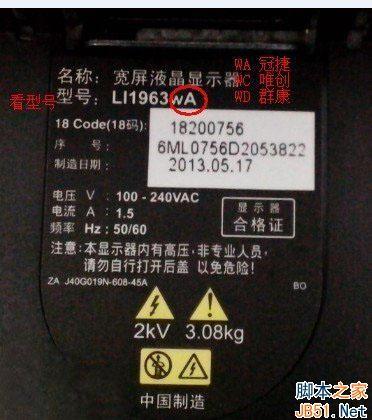 WA 冠捷
名称：宽屏液晶显示器
WC 唯创
看型号
型号：LI1963wA
WD 群康
18 Code(18码):
18200756
序 号:
6ML0756D2053822
制造日期:
2013.05.17
电压 V : 100 - 240VAC
电流 A : 1.5
频率 Hz : 50/60
显示器
合格证
注意:本显示器内有高压,非专业人员,
请勿自行打开后盖 以免危险!
ZA J40G019N-608-45A
BO
2kV 3.08kg
中国制造
脚本之家
JB51.Net